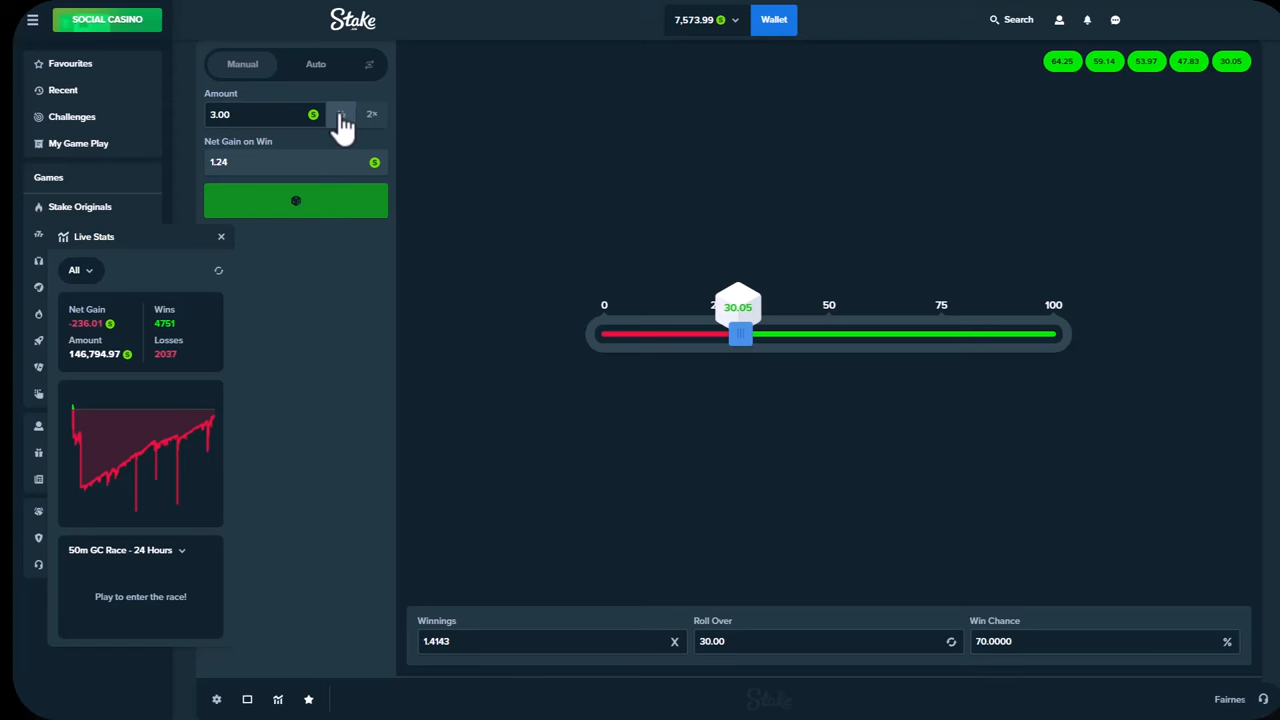 SOCIAL CASINO
Stake
7,573.99
Wallet
Search
Favourites
Recent
Challenges
My Game Play
Games
Stake Originals
Manual
Auto
Amount
3.00
2×
Net Gain on Win
1.24
64.25
59.14
53.97
47.83
30.05
Live Stats
All
Net Gain
-236.01
Wins
4751
Amount
146,794.97
Losses
2037
50m GC Race - 24 Hours
Play to enter the race!
0
50
75
100
30.05
Winnings
1.4143
X
Roll Over
30.00
Win Chance
70.0000
%
Stake
Fairnes